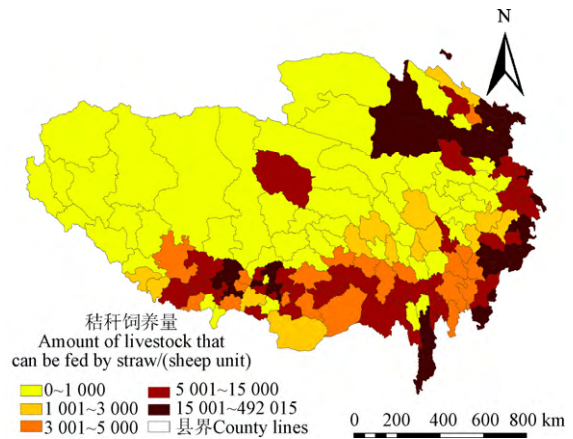 N
秸秆饲养量
Amount of livestock that
can be fed by straw/(sheep unit)
0~1 000
5 001~15 000
1 001~3 000
15 001~492 015
3 001~5 000
县界County lines
0 200 400 600 800 km